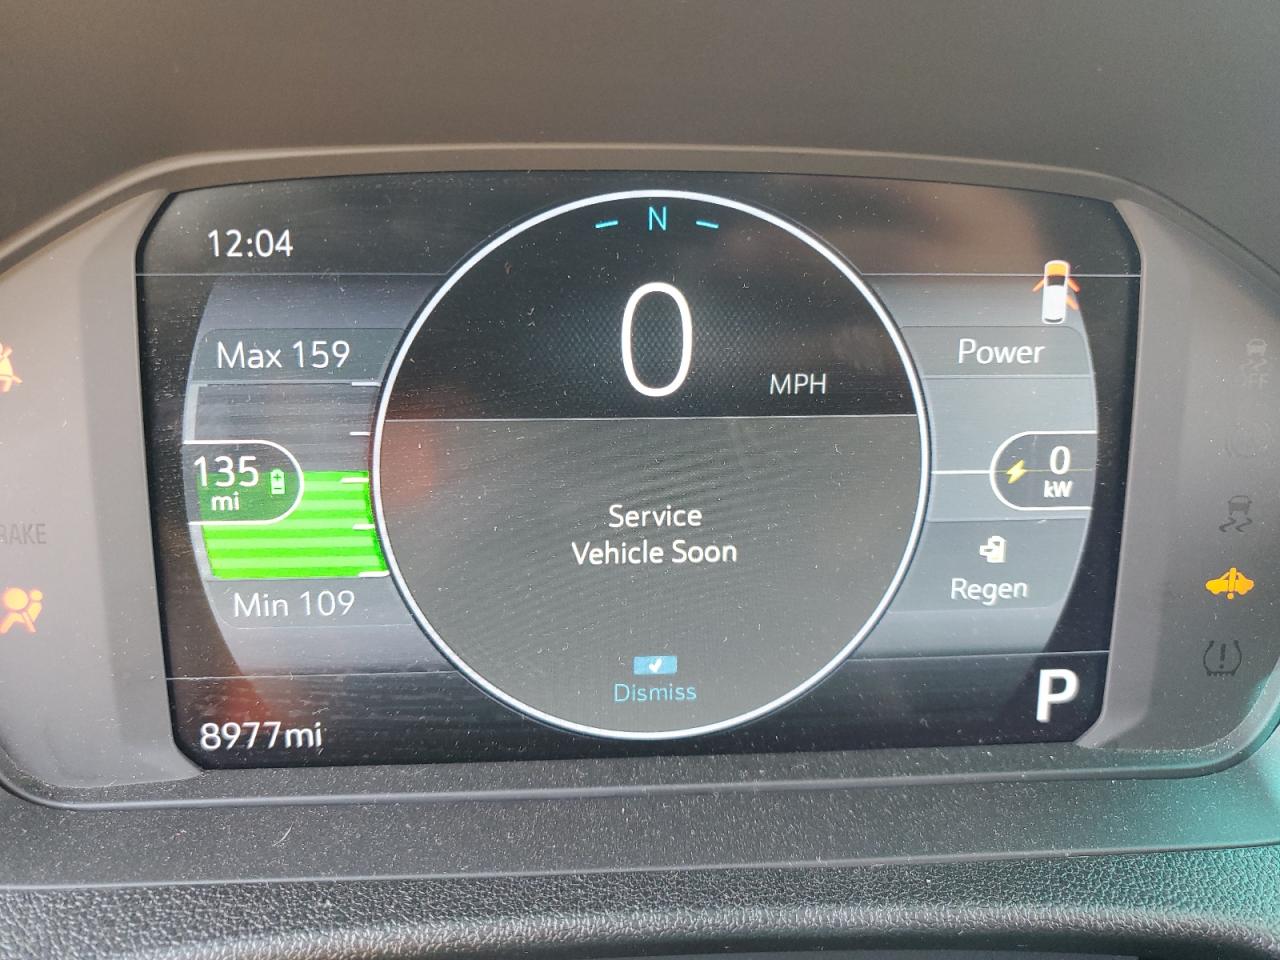 12:04
N
0
MPH
Max 159
135
mi
Min 109
8977mi
Service
Vehicle Soon
Dismiss
Power
0
kW
Regen
P
RAKE
OFF